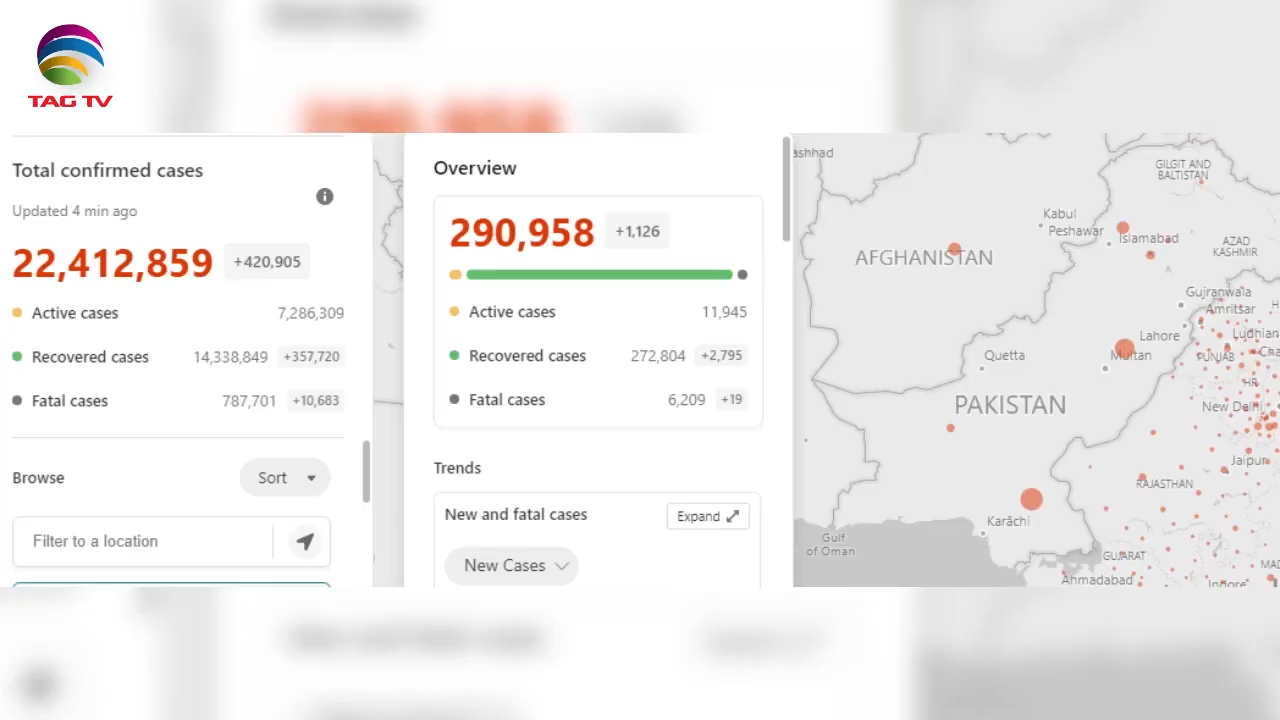 TAG TV
Total confirmed cases
Updated 4 min ago
22,412,859 +420,905
Active cases 7,286,309
Recovered cases 14,338,849 +357,720
Fatal cases 787,701 +10,683
Browse Sort
Filter to a location
Overview
290,958 +1,126
Active cases 11,945
Recovered cases 272,804 +2,795
Fatal cases 6,209 +19
Trends
New and fatal cases Expand
New Cases
ashhad
GILGIT AND
BALTISTAN
Kabul
Peshawar
Islamabad
AZAD
KASHMIR
AFGHANISTAN
Gujranwala
Amritsar
Lahore
Ludhian
Quetta
Multan
PUNJAB
Cha
HR
PAKISTAN
New Delhi
Jaipur
RAJASTHAN
Karāchi
Gulf
of Oman
GUJARAT
MAD
Ahmadabad
Indore